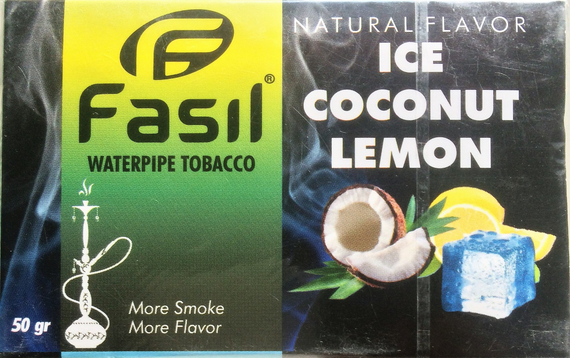 Fasil®
WATERPIPE TOBACCO
More Smoke
More Flavor
50 gr
NATURAL FLAVOR
ICE
COCONUT
LEMON